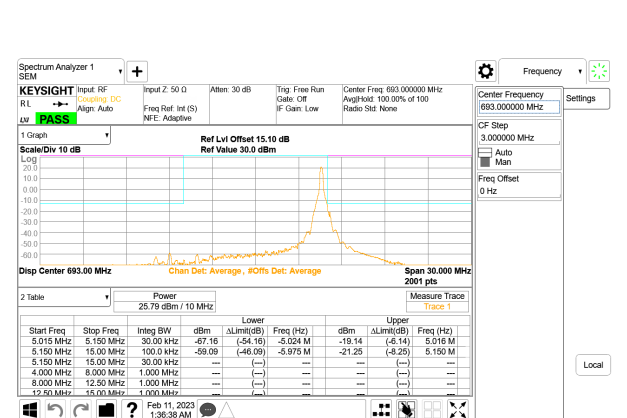 Spectrum Analyzer 1
SEM
Frequency
KEYSIGHT
Input: RF
Input Z: 50 Ω
Atten: 30 dB
Trig: Free Run
Center Freq: 693.000000 MHz
Coupling: DC
Gate: Off
Avg|Hold: 100.00% of 100
R L
Align: Auto
Freq Ref: Int (S)
IF Gain: Low
Radio Std: None
NFE: Adaptive
PASS
Center Frequency
693.000000 MHz
Settings
CF Step
3.000000 MHz
Auto
Man
Freq Offset
0 Hz
1 Graph
Ref Lvl Offset 15.10 dB
Scale/Div 10 dB
Ref Value 30.0 dBm
Log
20.0
10.0
0.00
-10.0
-20.0
-30.0
-40.0
-50.0
-60.0
Disp Center 693.00 MHz
Chan Det: Average, #Offs Det: Average
Span 30.000 MHz
2001 pts
2 Table
Power
Measure Trace
25.79 dBm / 10 MHz
Trace 1
Lower
Upper
Start Freq Stop Freq Integ BW dBm ΔLimit(dB) Freq (Hz) dBm ΔLimit(dB) Freq (Hz)
5.015 MHz 5.150 MHz 30.00 kHz -67.16 (-54.16) -5.024 M -19.14 (-6.14) 5.016 M
5.150 MHz 15.00 MHz 100.0 kHz -59.09 (-46.09) -5.975 M -21.25 (-8.25) 5.150 M
5.150 MHz 15.00 MHz 30.00 kHz --- (---) --- --- (---) ---
4.000 MHz 8.000 MHz 1.000 MHz --- (---) --- --- (---) ---
8.000 MHz 12.50 MHz 1.000 MHz --- (---) --- --- (---) ---
12.50 MHz 15.00 MHz 1.000 MHz --- (---) --- --- (---) ---
Local
Feb 11, 2023
1:36:38 AM